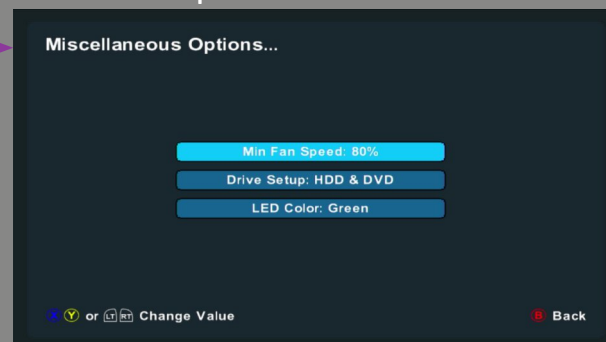 Miscellaneous Options...
Min Fan Speed: 80%
Drive Setup: HDD & DVD
LED Color: Green
X Y or LT RT Change Value
B Back